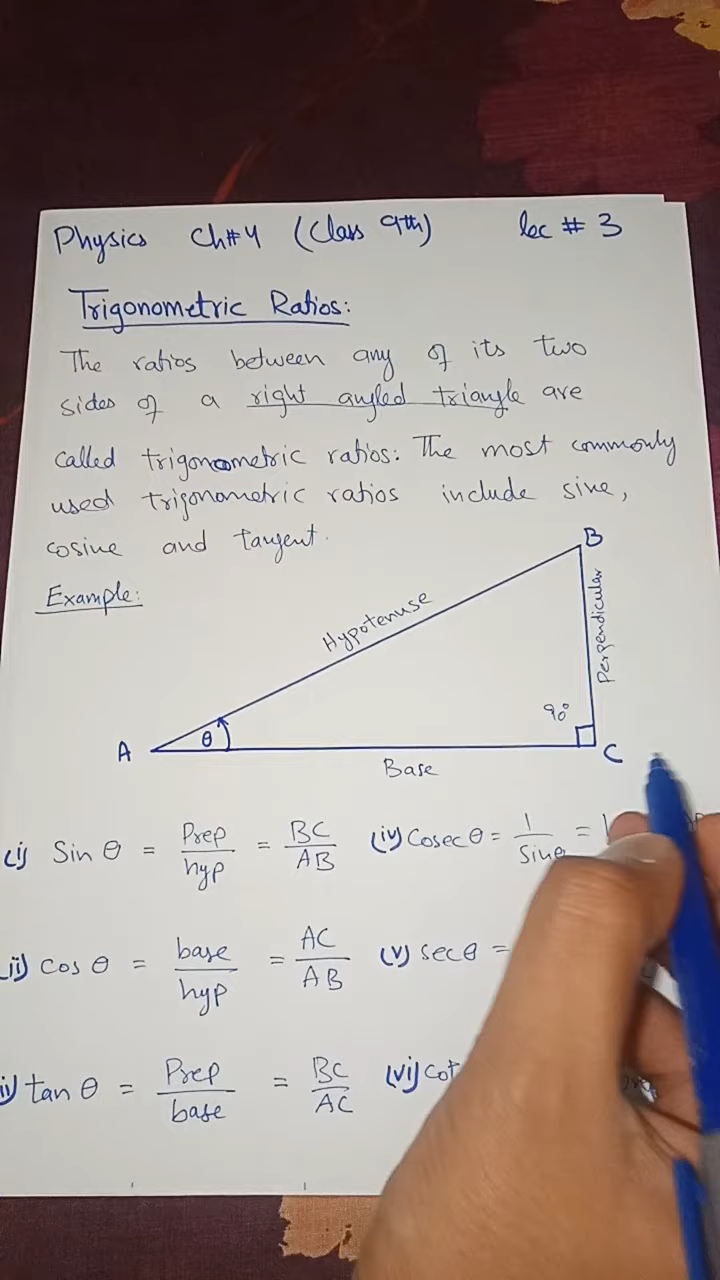 Physics Ch#4 (Class 9th) lec # 3
Trigonometric Ratios:
The ratios between any of its two
sides of a right angled triangle are
called trigonometric ratios. The most commonly
used trigonometric ratios include sine,
cosine and tangent.
Example:
B
Hypotenuse
Perpendicular
90°
A
θ
C
Base
(i) Sin θ = Prep/hyp = BC/AB (iv) Cosec θ = 1/Sinθ =
ii) Cos θ = base/hyp = AC/AB (v) sec θ =
tan θ = Prep/base = BC/AC (vi) cot